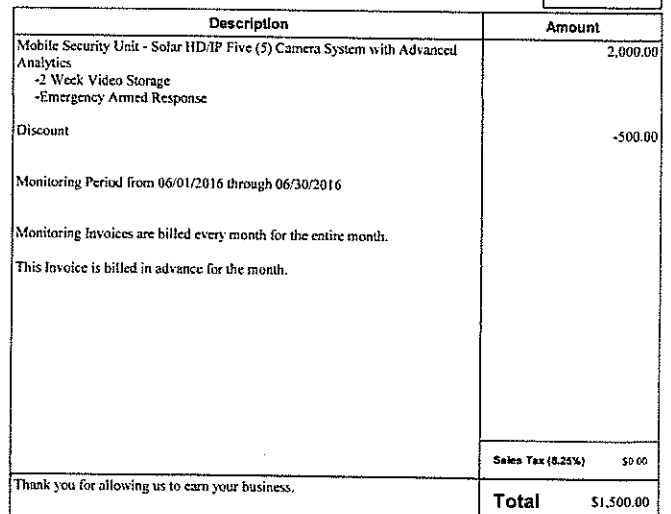 Description
Amount
Mobile Security Unit - Solar HD/IP Five (5) Camera System with Advanced
2,000.00
Analytics
-2 Week Video Storage
-Emergency Armed Response
Discount
-500.00
Monitoring Period from 06/01/2016 through 06/30/2016
Monitoring Invoices are billed every month for the entire month.
This Invoice is billed in advance for the month.
Sales Tax (8.25%) $0.00
Thank you for allowing us to earn your business.
Total $1,500.00